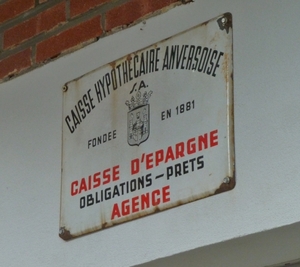 CAISSE HYPOTHÉCAIRE ANVERSOISE
S.A.
FONDÉE EN 1881
CAISSE D'EPARGNE
OBLIGATIONS – PRETS
AGENCE